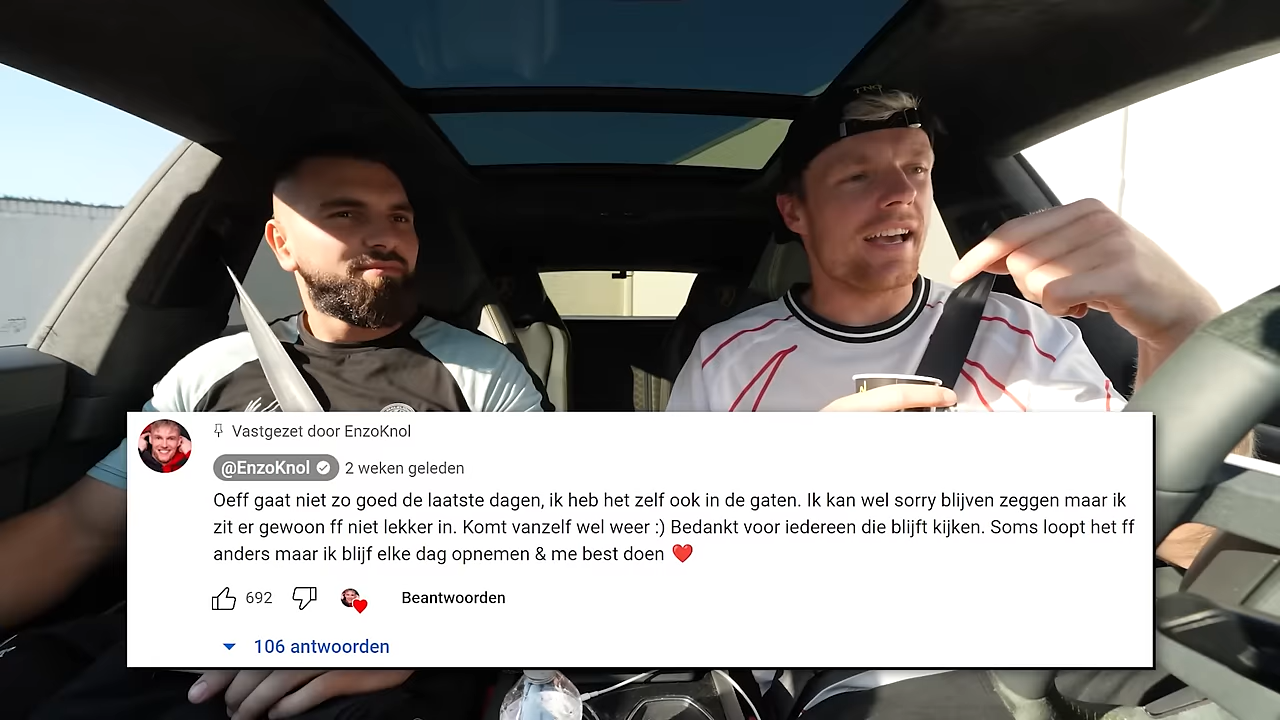 Vastgezet door EnzoKnol
@EnzoKnol 2 weken geleden
Oeff gaat niet zo goed de laatste dagen, ik heb het zelf ook in de gaten. Ik kan wel sorry blijven zeggen maar ik
zit er gewoon ff niet lekker in. Komt vanzelf wel weer :) Bedankt voor iedereen die blijft kijken. Soms loopt het ff
anders maar ik blijf elke dag opnemen & me best doen ❤️
692 Beantwoorden
106 antwoorden